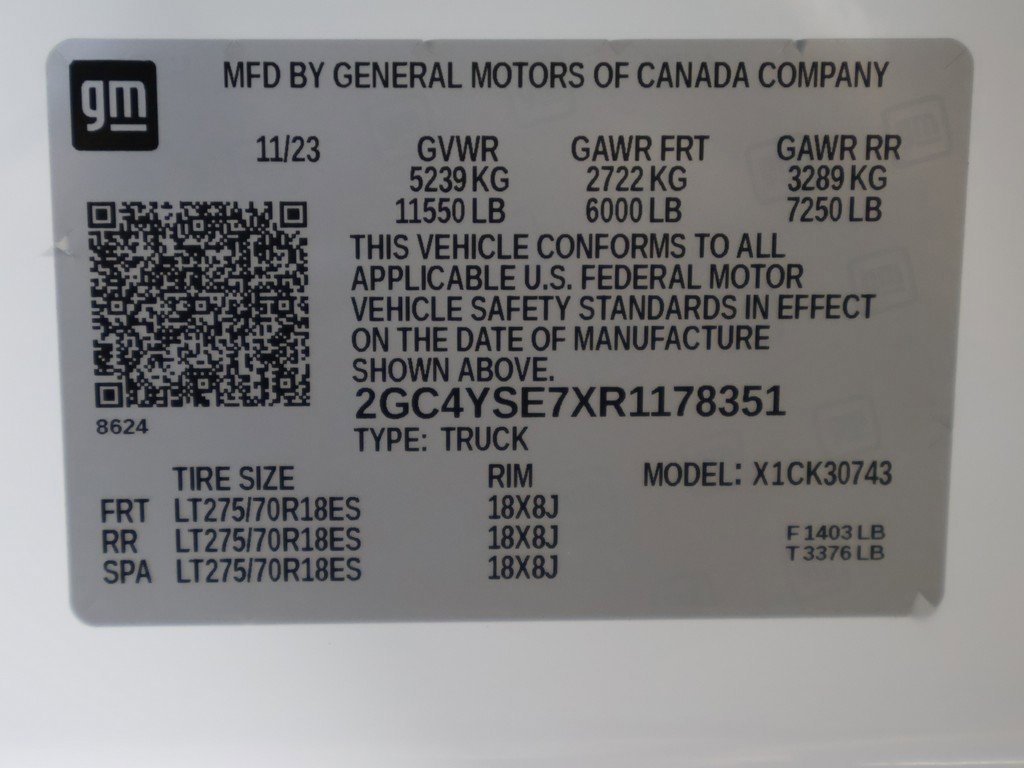 gm
MFD BY GENERAL MOTORS OF CANADA COMPANY
11/23 GVWR GAWR FRT GAWR RR
5239 KG 2722 KG 3289 KG
11550 LB 6000 LB 7250 LB
THIS VEHICLE CONFORMS TO ALL
APPLICABLE U.S. FEDERAL MOTOR
VEHICLE SAFETY STANDARDS IN EFFECT
ON THE DATE OF MANUFACTURE
SHOWN ABOVE.
2GC4YSE7XR1178351
8624
TYPE: TRUCK
TIRE SIZE RIM MODEL: X1CK30743
FRT LT275/70R18ES 18X8J
RR LT275/70R18ES 18X8J
SPA LT275/70R18ES 18X8J
F 1403 LB
T 3376 LB